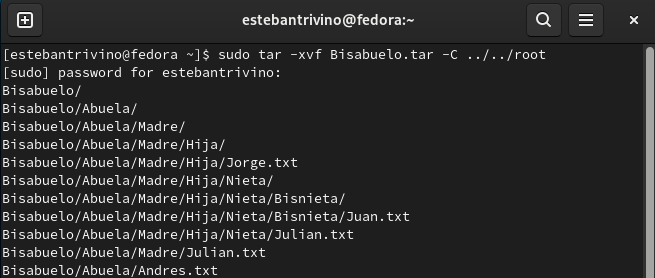 estebantrivino@fedora:~
[estebantrivino@fedora ~]$ sudo tar -xvf Bisabuelo.tar -C ../../root
[sudo] password for estebantrivino:
Bisabuelo/
Bisabuelo/Abuela/
Bisabuelo/Abuela/Madre/
Bisabuelo/Abuela/Madre/Hija/
Bisabuelo/Abuela/Madre/Hija/Jorge.txt
Bisabuelo/Abuela/Madre/Hija/Nieta/
Bisabuelo/Abuela/Madre/Hija/Nieta/Bisnieta/
Bisabuelo/Abuela/Madre/Hija/Nieta/Bisnieta/Juan.txt
Bisabuelo/Abuela/Madre/Hija/Nieta/Julian.txt
Bisabuelo/Abuela/Madre/Julian.txt
Bisabuelo/Abuela/Andres.txt